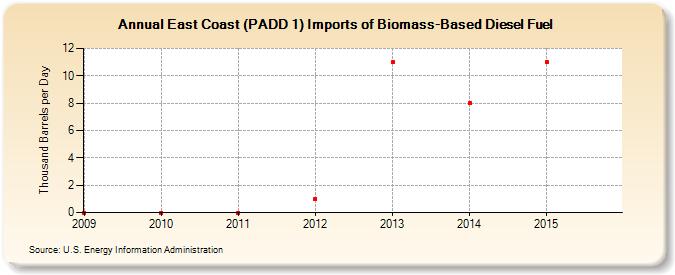 Annual East Coast (PADD 1) Imports of Biomass-Based Diesel Fuel
Thousand Barrels per Day
12
10
8
6
4
2
0
2009 2010 2011 2012 2013 2014 2015
Source: U.S. Energy Information Administration